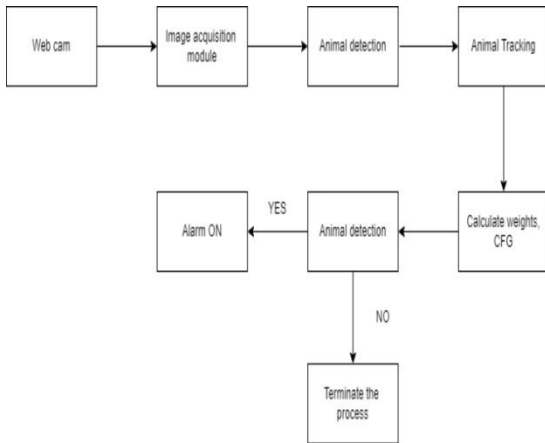 Web cam
Image acquisition
module
Animal detection
Animal Tracking
YES
Alarm ON
Animal detection
Calculate weights,
CFG
NO
Terminate the
process